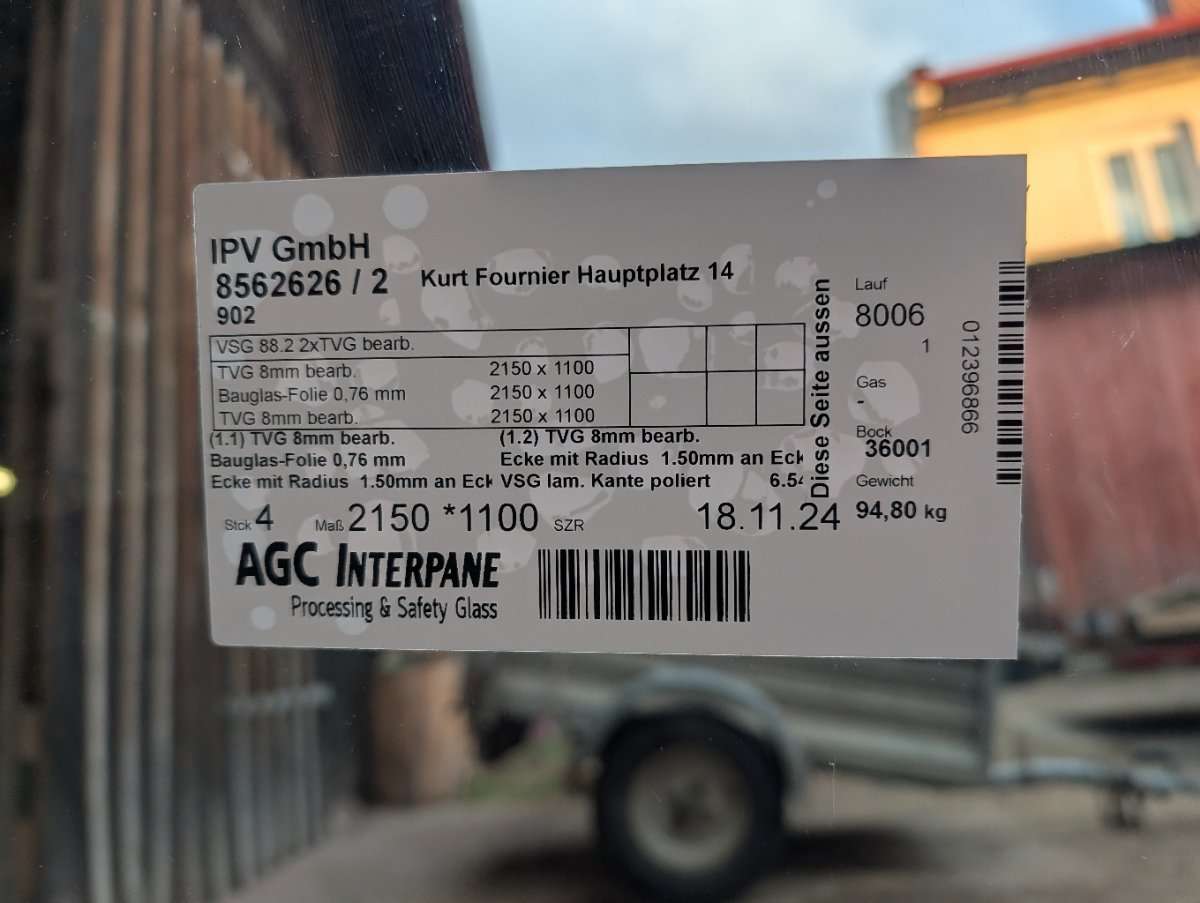 IPV GmbH
8562626 / 2 Kurt Fournier Hauptplatz 14
902
VSG 88.2 2xTVG bearb.
TVG 8mm bearb. 2150 x 1100
Bauglas-Folie 0,76 mm 2150 x 1100
TVG 8mm bearb. 2150 x 1100
(1.1) TVG 8mm bearb. (1.2) TVG 8mm bearb.
Bauglas-Folie 0,76 mm Ecke mit Radius 1.50mm an Eck
Ecke mit Radius 1.50mm an Eck VSG lam. Kante poliert 6.54
Stck 4 Maß 2150 *1100 SZR 18.11.24
AGC INTERPANE
Processing & Safety Glass
Diese Seite aussen
Lauf
8006
1
Gas
-
Bock
36001
Gewicht
94,80 kg
012396866